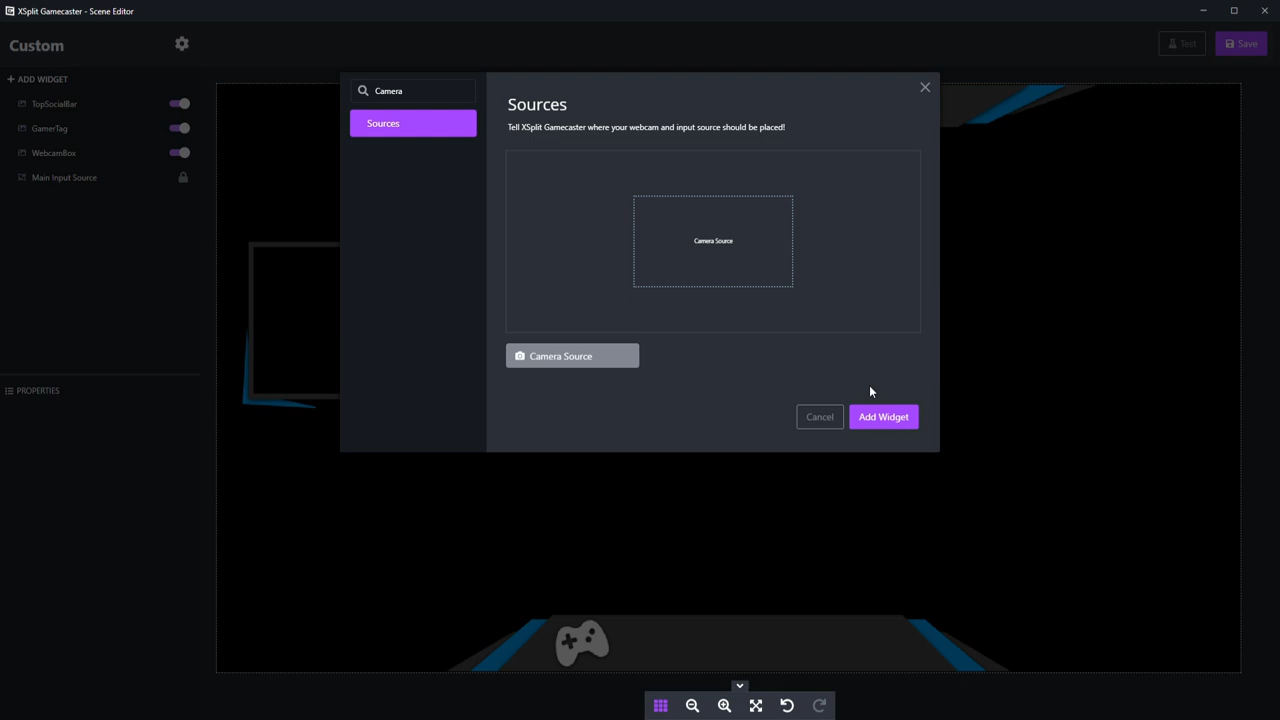 XSplit Gamecaster - Scene Editor
Custom
Test
Save
ADD WIDGET
TopSocialBar
GamerTag
WebcamBox
Main Input Source
PROPERTIES
Camera
Sources
Sources
Tell XSplit Gamecaster where your webcam and input source should be placed!
Camera Source
Camera Source
Cancel
Add Widget